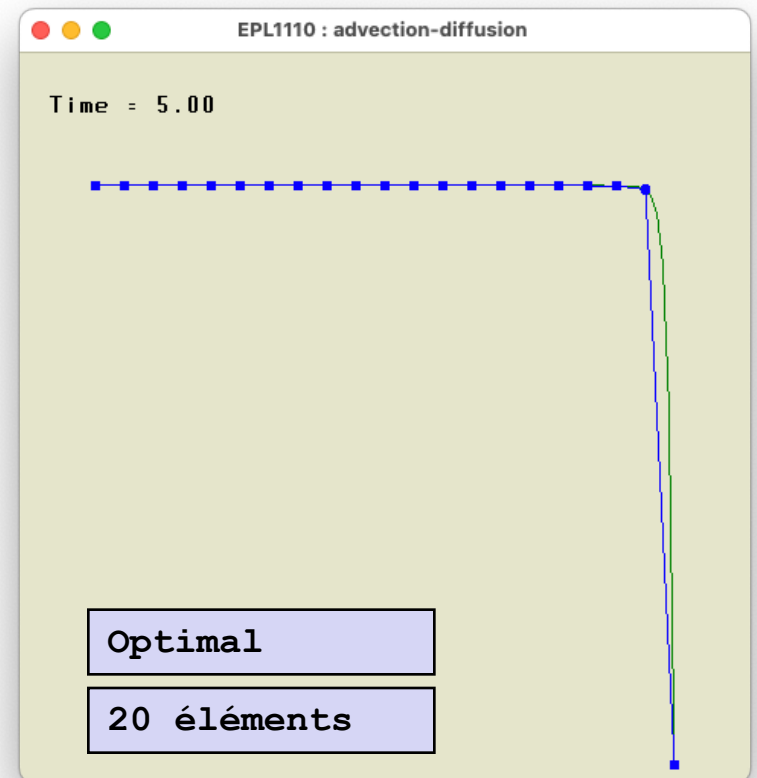 EPL1110 : advection-diffusion
Time = 5.00
Optimal
20 éléments